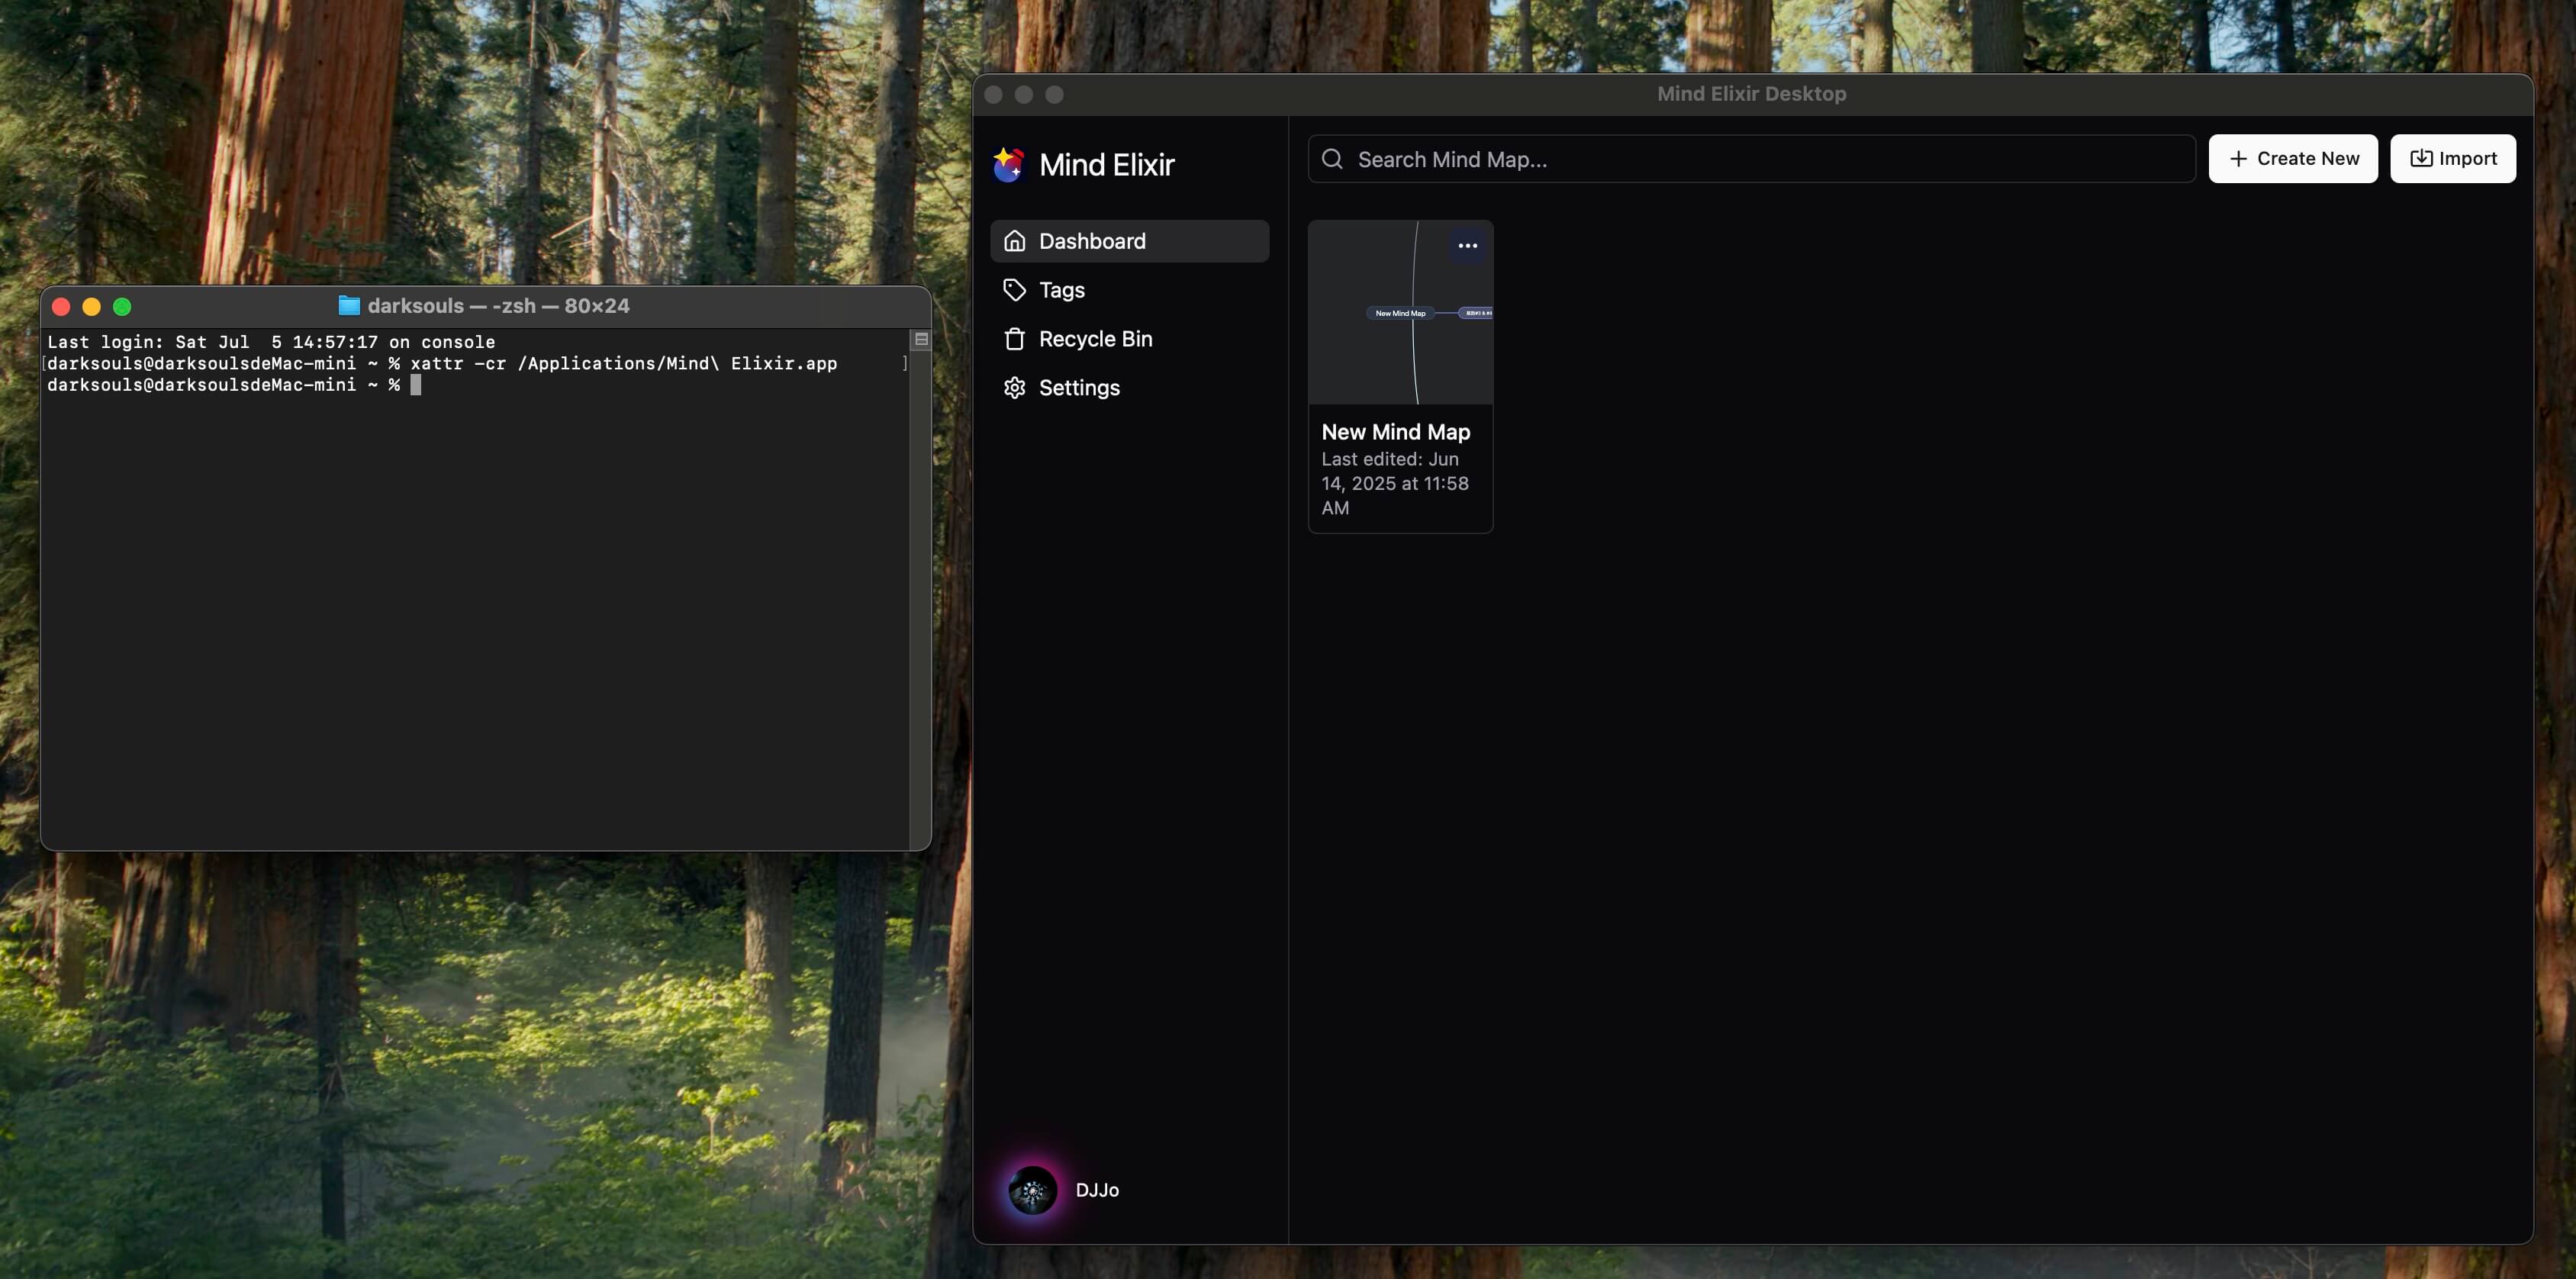 darksouls — -zsh — 80×24
Last login: Sat Jul  5 14:57:17 on console
[darksouls@darksoulsdeMac-mini ~ % xattr -cr /Applications/Mind\ Elixir.app ]
darksouls@darksoulsdeMac-mini ~ %
Mind Elixir Desktop
Mind Elixir
Dashboard
Tags
Recycle Bin
Settings
DJJo
Search Mind Map...
Create New
Import
New Mind Map
New Mind Map
Last edited: Jun
14, 2025 at 11:58
AM